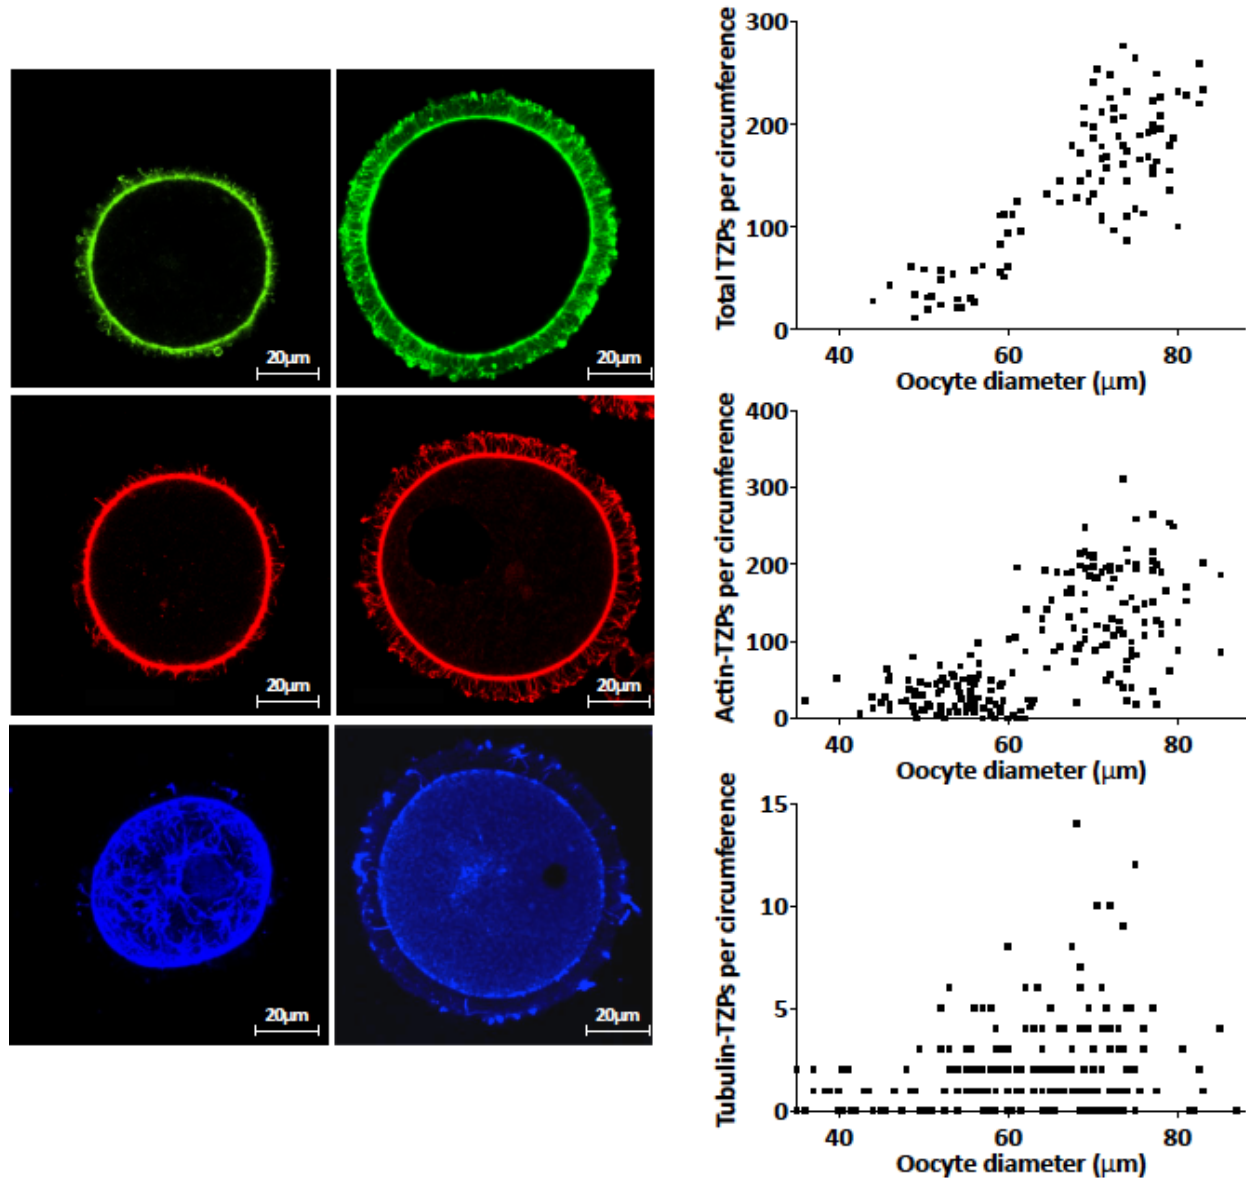 20µm
20µm
20µm
20µm
20µm
20µm
Total TZPs per circumference
300
200
100
0
40 60 80
Oocyte diameter (µm)
Actin-TZPs per circumference
400
300
200
100
0
40 60 80
Oocyte diameter (µm)
Tubulin-TZPs per circumference
15
10
5
0
40 60 80
Oocyte diameter (µm)